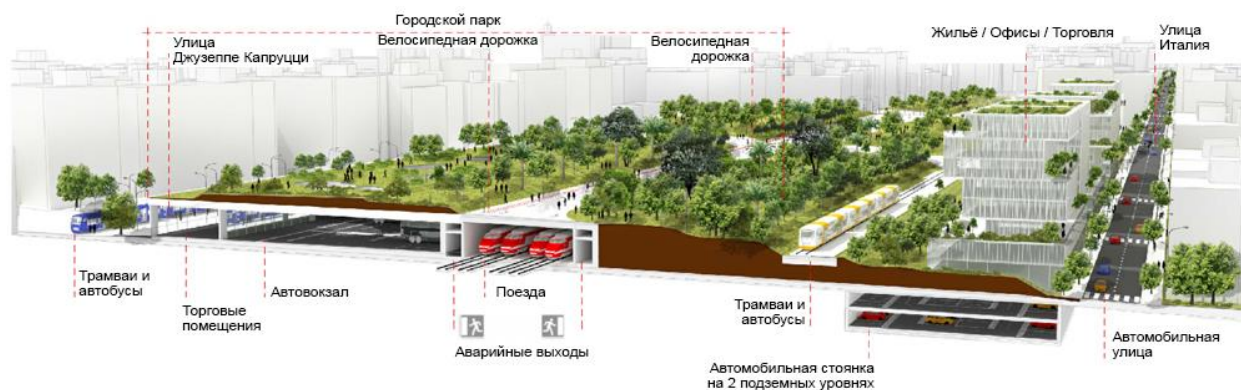 Городской парк
Улица
Джузеппе Капруцци
Велосипедная дорожка
Велосипедная
дорожка
Жильё / Офисы / Торговля
Улица
Италия
Трамваи и
автобусы
Торговые
помещения
Автовокзал
Поезда
Аварийные выходы
Трамваи и
автобусы
Автомобильная стоянка
на 2 подземных уровнях
Автомобильная
улица